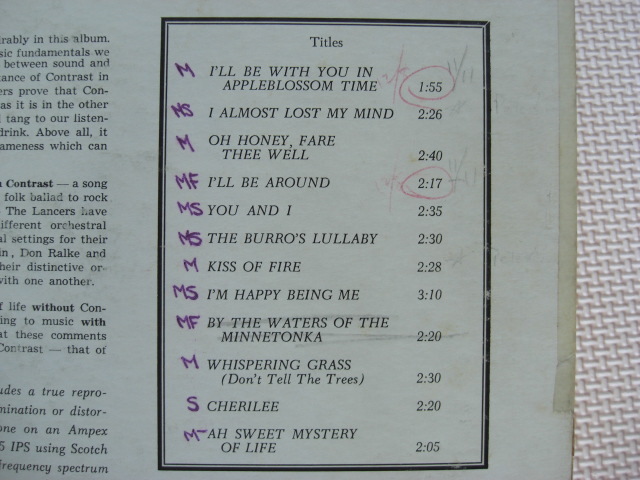 rably in this album.
sic fundamentals we
between sound and
tance of Contrast in
ers prove that Con-
as it is in the other
tang to our listen-
drink. Above all, it
ameness which can
Contrast — a song
folk ballad to rock
The Lancers have
ifferent orchestral
al settings for their
in, Don Ralke and
heir distinctive or-
with one another.
of life without Con-
ing to music with
at these comments
Contrast — that of
udes a true repro-
mination or distor-
one on an Ampex
5 IPS using Scotch
frequency spectrum
Titles
M I'LL BE WITH YOU IN
APPLEBLOSSOM TIME 1:55
I ALMOST LOST MY MIND 2:26
M OH HONEY, FARE
THEE WELL 2:40
MF I'LL BE AROUND 2:17
MS YOU AND I 2:35
THE BURRO'S LULLABY 2:30
M KISS OF FIRE 2:28
MS I'M HAPPY BEING ME 3:10
MF BY THE WATERS OF THE
MINNETONKA 2:20
M WHISPERING GRASS
(Don't Tell The Trees) 2:30
S CHERILEE 2:20
M- AH SWEET MYSTERY
OF LIFE 2:05